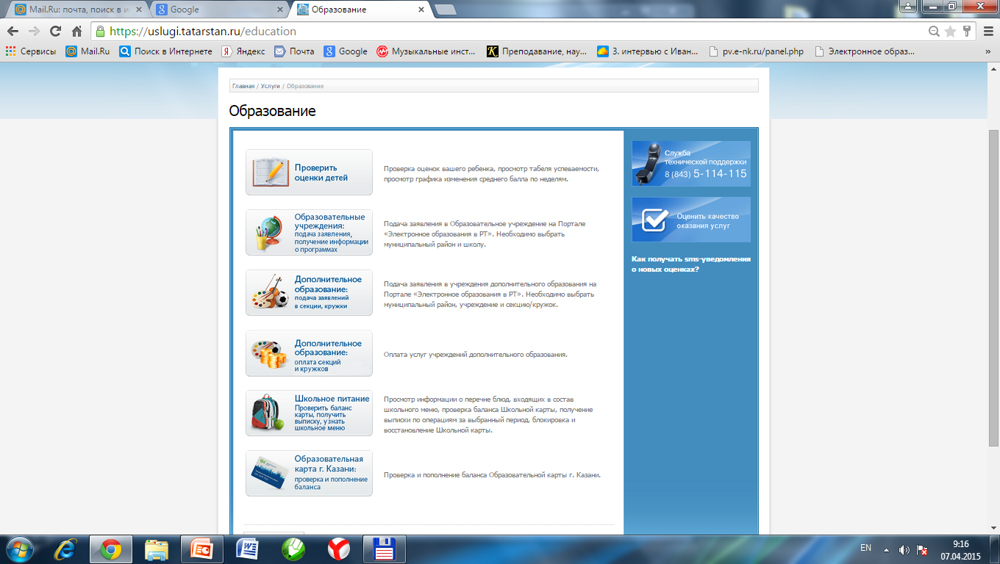 Mail.Ru: почта, поиск в и
Google
Образование
https://uslugi.tatarstan.ru/education
Сервисы
Mail.Ru
Поиск в Интернете
Яндекс
Почта
Google
Музыкальные инст...
Преподавание, нау...
3. интервью с Иван...
pv.e-nk.ru/panel.php
Электронное образ...
»
Главная / Услуги / Образование
Образование
Проверить
оценки детей
Проверка оценок вашего ребенка, просмотр табеля успеваемости,
просмотр графика изменения среднего балла по неделям.
Образовательные
учреждения:
подача заявления,
получение информации
о программах
Подача заявления в Образовательное учреждение на Портале
«Электронное образования в РТ». Необходимо выбрать
муниципальный район и школу.
Дополнительное
образование:
подача заявлений
в секции, кружки
Подача заявления в учреждения дополнительного образования на
Портале «Электронное образования в РТ». Необходимо выбрать
муниципальный район, учреждение и секцию/кружок.
Дополнительное
образование:
оплата секций
и кружков
Оплата услуг учреждений дополнительного образования.
Школьное питание
Проверить баланс
карты, получить
выписку, узнать
школьное меню
Просмотр информации о перечне блюд, входящих в состав
школьного меню, проверка баланса Школьной карты, получение
выписки по операциям за выбранный период, блокировка и
восстановление Школьной карты.
Образовательная
карта г. Казани:
проверка и пополнение
баланса
Проверка и пополнение баланса Образовательной карты г. Казани.
Служба
технической поддержки
8 (843) 5-114-115
Оценить качество
оказания услуг
Как получать sms-уведомления
о новых оценках?
EN
9:16
07.04.2015